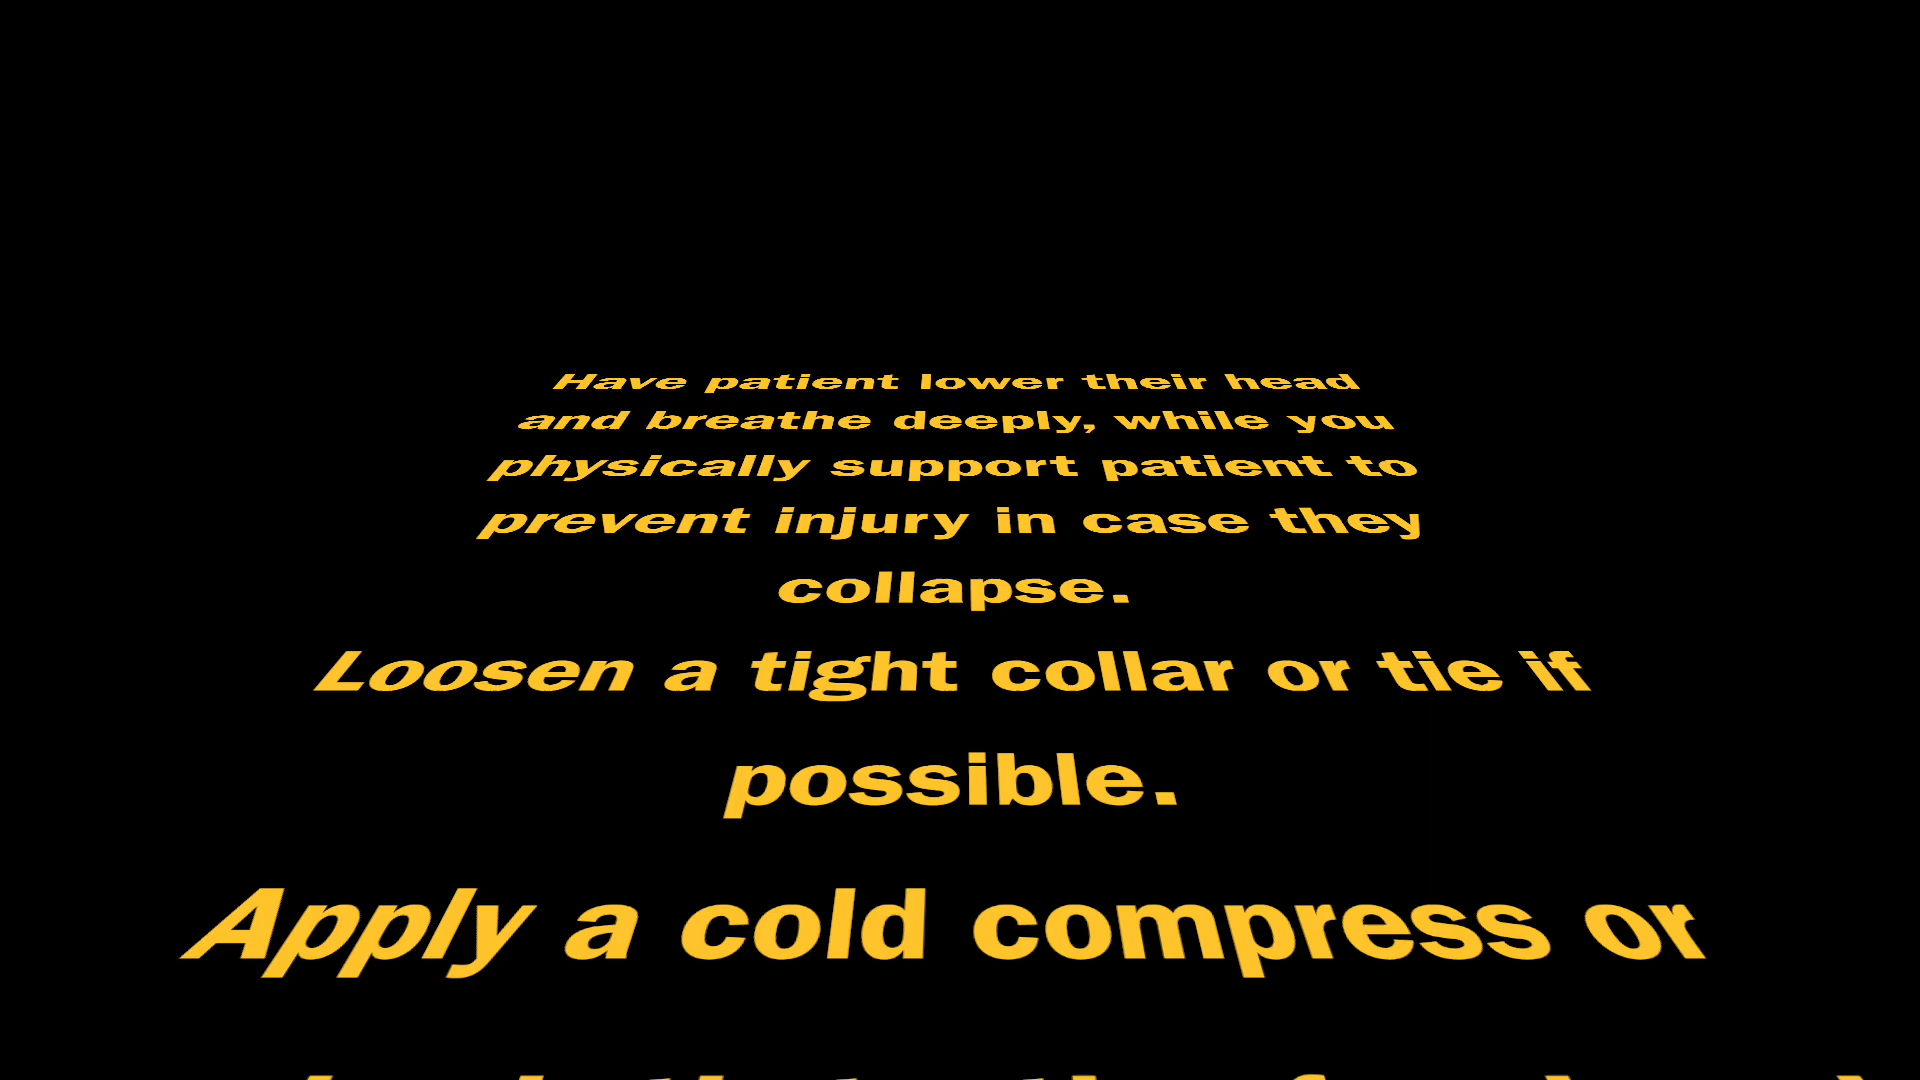 Have patient lower their head
and breathe deeply, while you
physically support patient to
prevent injury in case they
collapse.
Loosen a tight collar or tie if
possible.
Apply a cold compress or